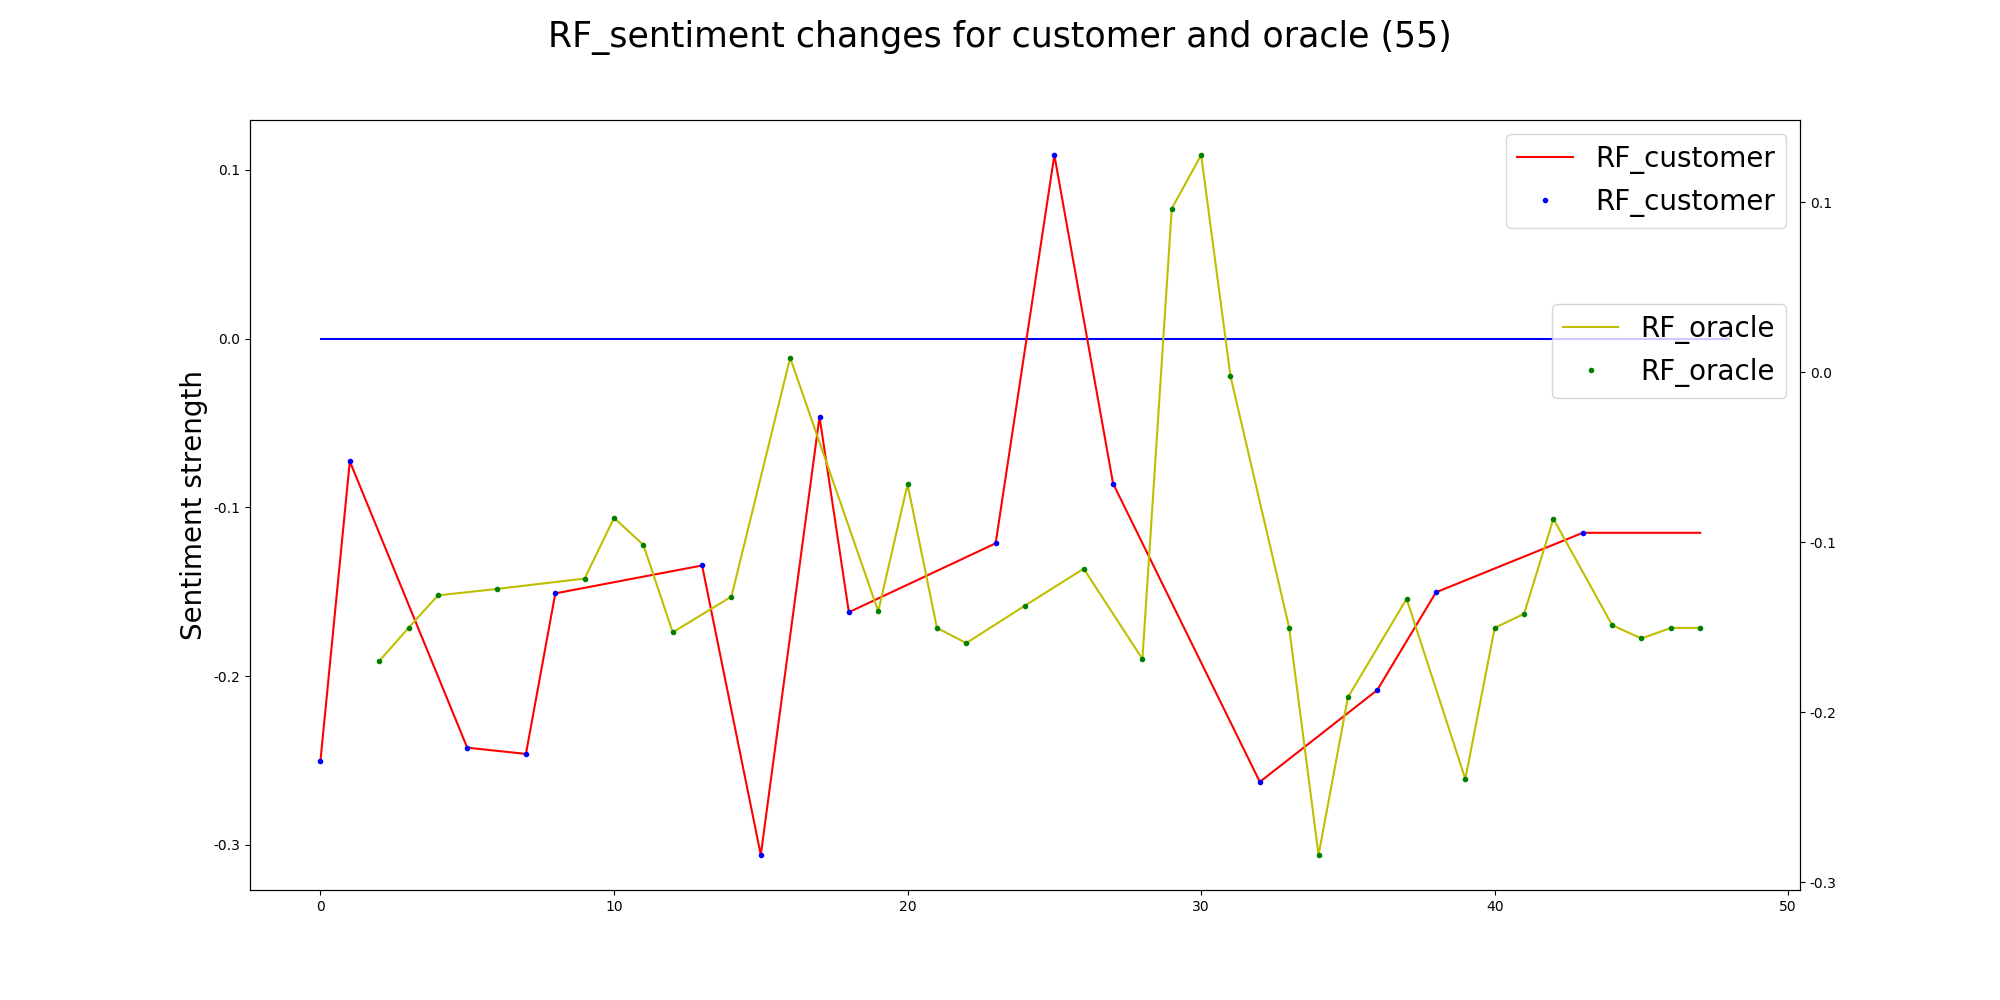 RF_sentiment changes for customer and oracle (55)
RF_customer
RF_customer
RF_oracle
RF_oracle
Sentiment strength
0.1
0.0
-0.1
-0.2
-0.3
0.1
0.0
-0.1
-0.2
-0.3
0 10 20 30 40 50